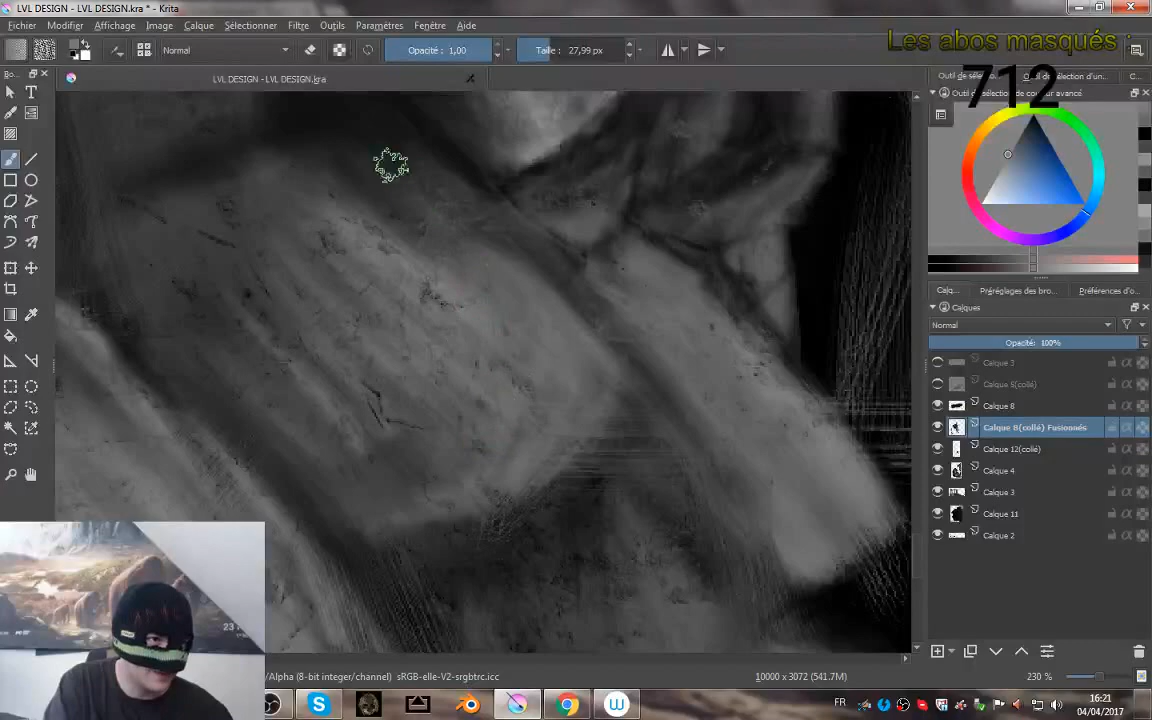 LVL DESIGN - LVL DESIGN.kra * - Krita
Fichier Modifier Affichage Image Calque Sélectionner Filtre Outils Paramètres Fenêtre Aide
Normal
Opacité : 1,00
Taille : 27,99 px
Les abos masqués :
712
LVL DESIGN - LVL DESIGN.kra
Outil de sélection d'un...
Outil de sélection de couleur avancé
Calq...
Préréglages des bro...
Préférences d'o...
Calques
Normal
Opacité: 100%
Calque 3
Calque 5(collé)
Calque 8
Calque 8(collé) Fusionnés
Calque 12(collé)
Calque 4
Calque 3
Calque 11
Calque 2
/Alpha (8-bit integer/channel) sRGB-elle-V2-srgbtrc.icc
10000 x 3072 (541.7M)
230 %
FR
16:21
04/04/2017